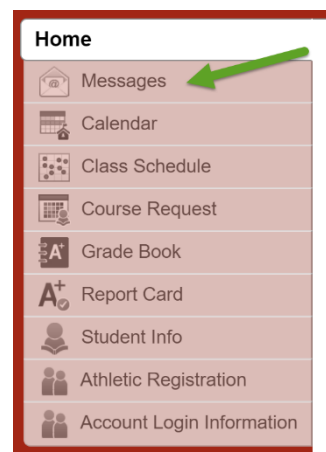 Home
Messages
Calendar
Class Schedule
Course Request
A+ Grade Book
A+ Report Card
Student Info
Athletic Registration
Account Login Information